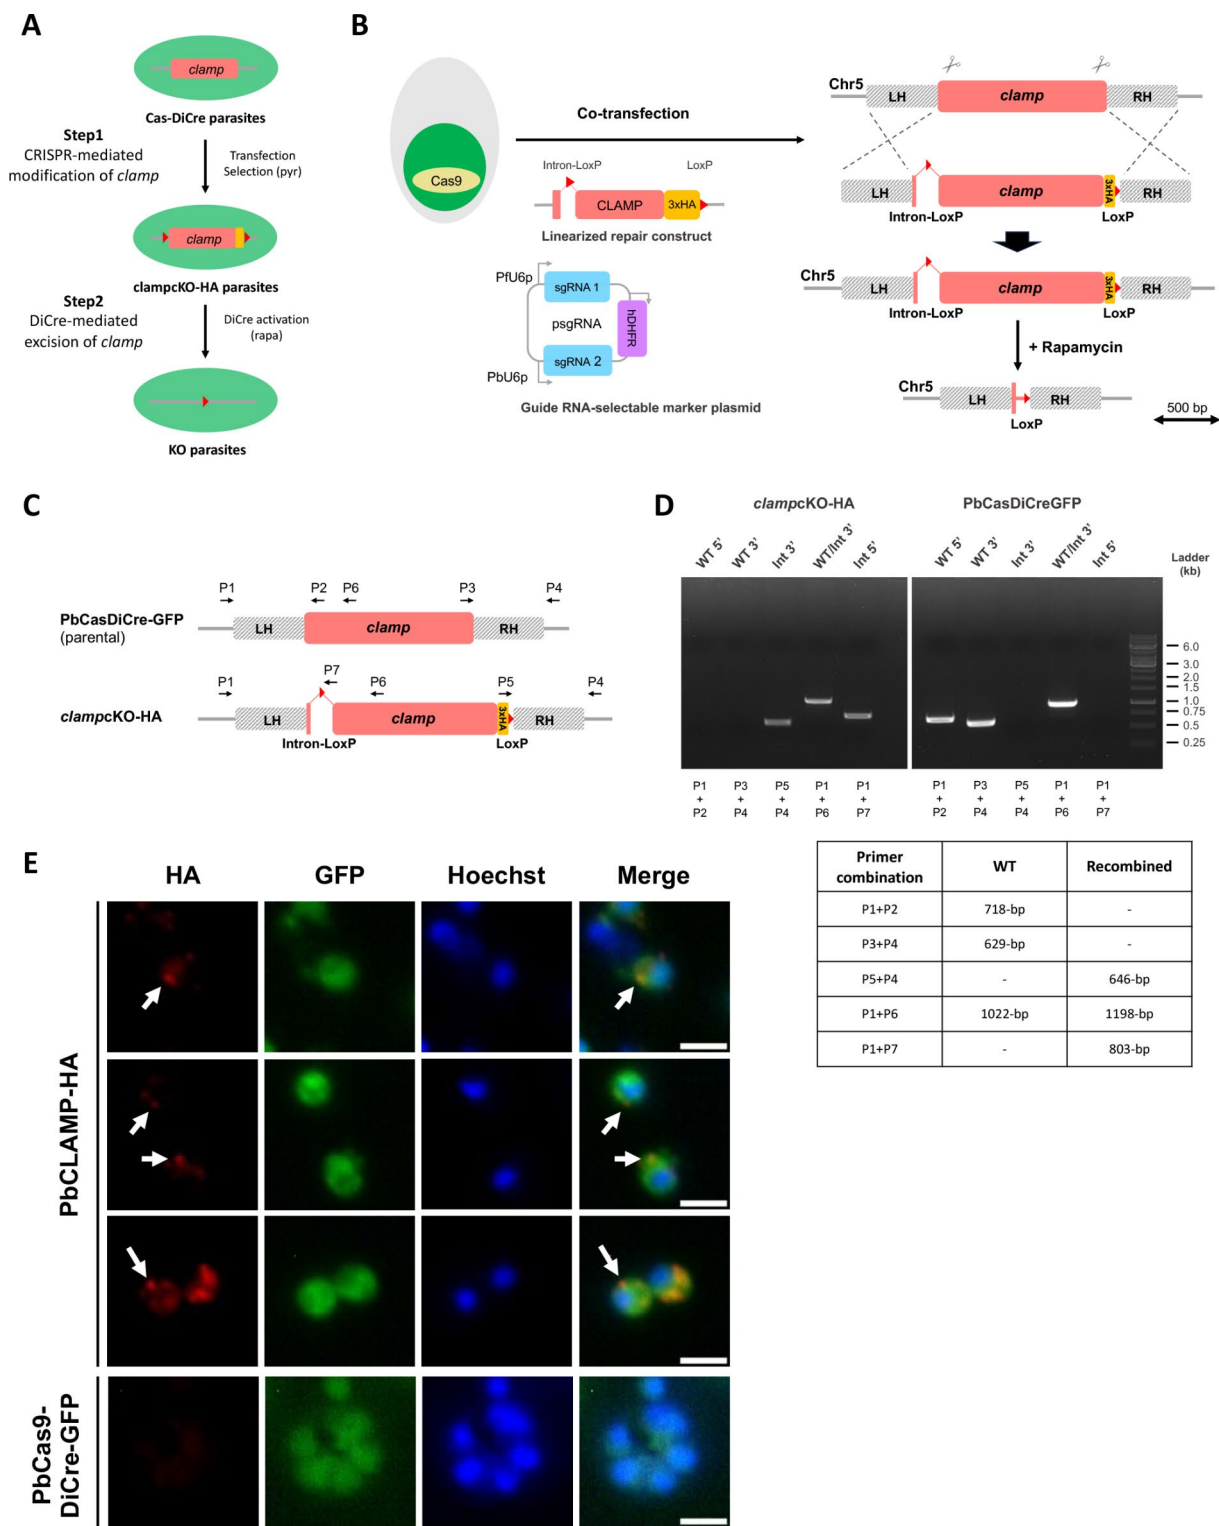 A
clamp
Cas-DiCre parasites
Step1
CRISPR-mediated
modification of clamp
Transfection
Selection (pyr)
clamp
clampcKO-HA parasites
Step2
DiCre-mediated
excision of clamp
DiCre activation
(rapa)
KO parasites
B
Cas9
Co-transfection
Intron-LoxP
LoxP
CLAMP
3xHA
Linearized repair construct
PfU6p
sgRNA 1
psgRNA
hDHFR
sgRNA 2
PbU6p
Guide RNA-selectable marker plasmid
Chr5
LH
clamp
RH
LH
clamp
3xHA
RH
Intron-LoxP
LoxP
Chr5
LH
clamp
3xHA
RH
Intron-LoxP
LoxP
+ Rapamycin
Chr5
LH
RH
LoxP
500 bp
C
P1
P2
P6
P3
P4
PbCasDiCre-GFP
(parental)
LH
clamp
RH
P7
P1
P6
P5
P4
clampcKO-HA
LH
clamp
3xHA
RH
Intron-LoxP
LoxP
D
clampcKO-HA
PbCasDiCreGFP
WT 5'
WT 3'
Int 3'
WT/Int 3'
Int 5'
WT 5'
WT 3'
Int 3'
WT/Int 3'
Int 5'
Ladder
(kb)
6.0
3.0
2.0
1.5
1.0
0.75
0.5
0.25
P1 P3 P5 P1 P1 P1 P3 P5 P1 P1
+ + + + + + + + + +
P2 P4 P4 P6 P7 P2 P4 P4 P6 P7
Primer combination WT Recombined
P1+P2 718-bp -
P3+P4 629-bp -
P5+P4 - 646-bp
P1+P6 1022-bp 1198-bp
P1+P7 - 803-bp
E
HA GFP Hoechst Merge
PbCLAMP-HA
PbCas9-
DiCre-GFP